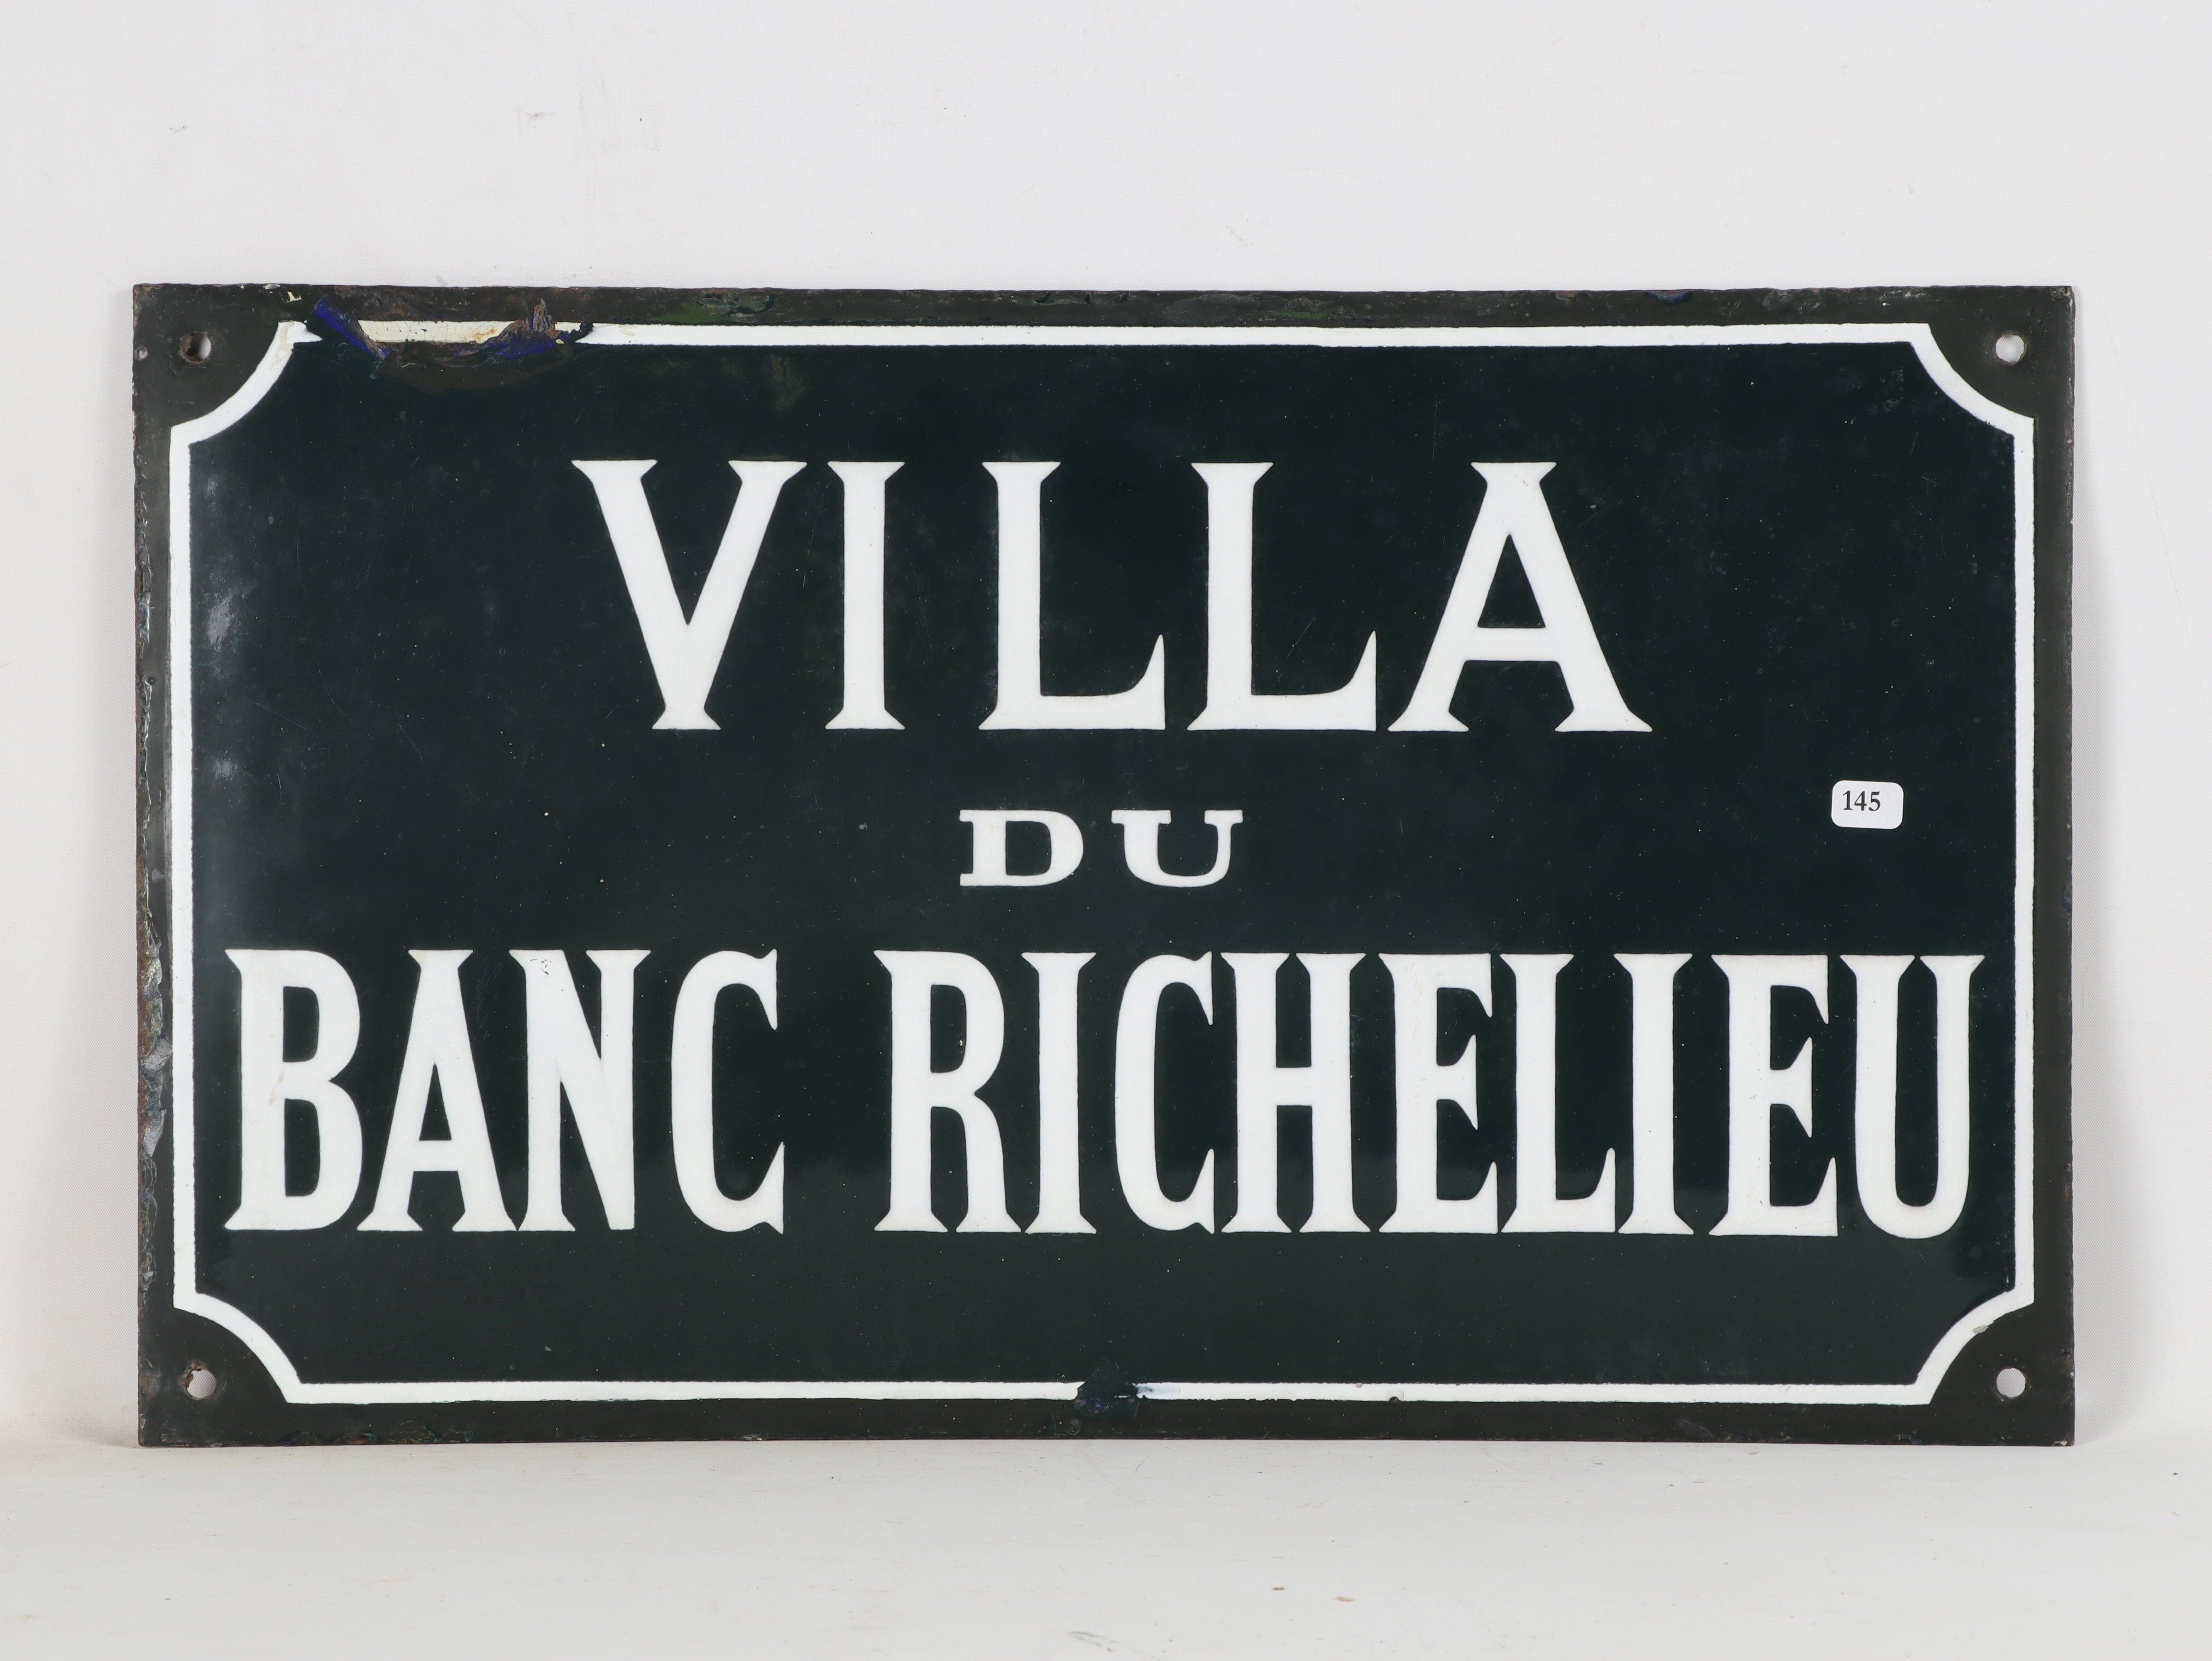 VILLA
DU
145
BANC RICHELIEU